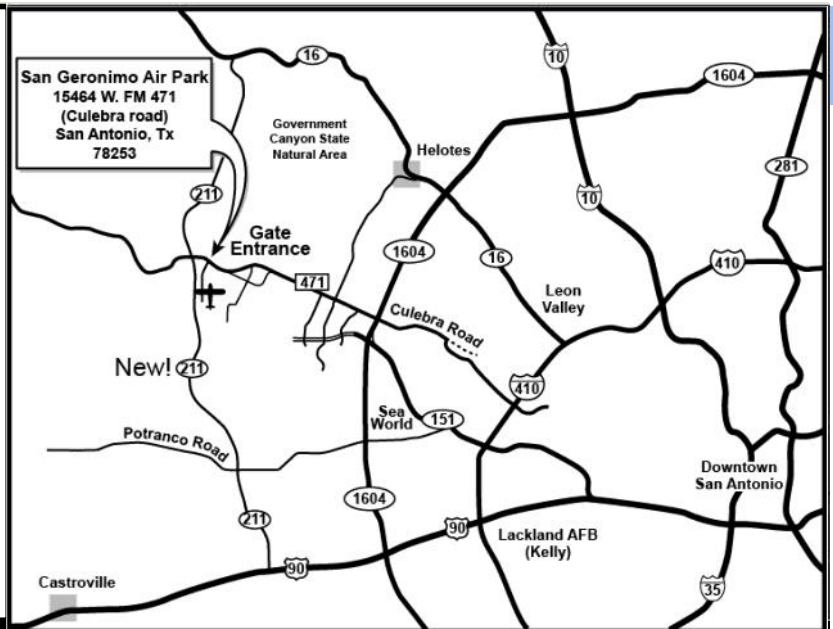 San Geronimo Air Park
15464 W. FM 471
(Culebra road)
San Antonio, Tx
78253
16
10
1604
Government
Canyon State
Natural Area
Helotes
281
211
10
Gate
Entrance
1604
16
410
471
Leon
Valley
Culebra Road
New!
211
410
Sea
World
151
Potranco Road
Downtown
San Antonio
1604
211
90
Lackland AFB
(Kelly)
90
Castroville
35